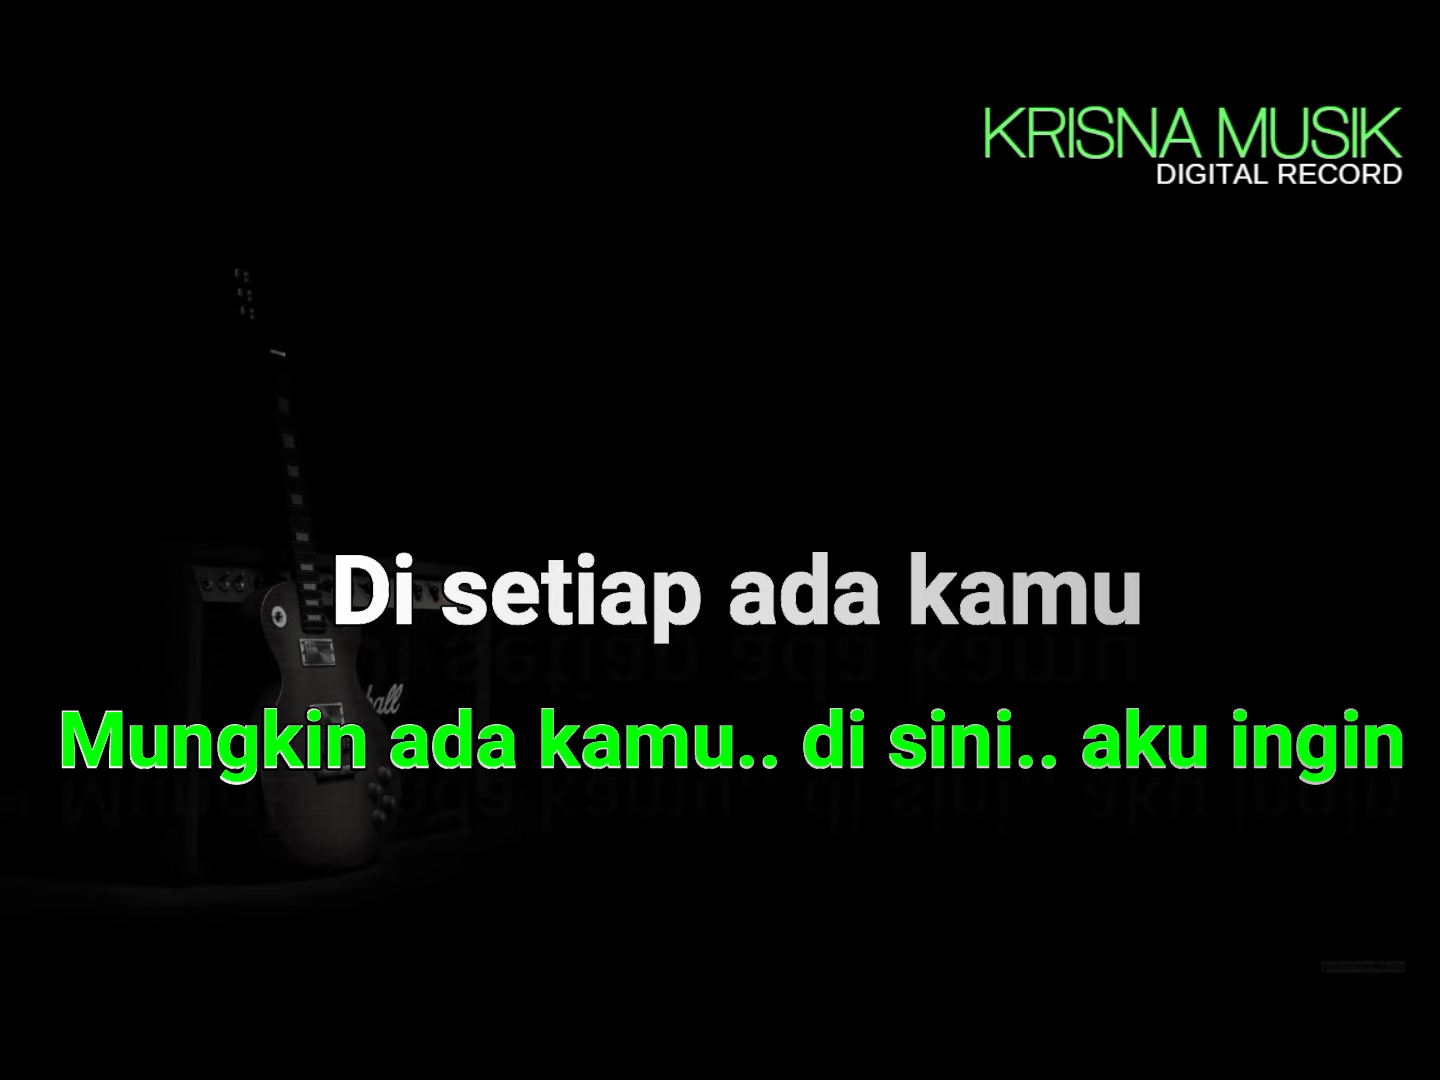 KRISNA MUSIK
DIGITAL RECORD
Di setiap ada kamu
Mungkin ada kamu.. di sini.. aku ingin